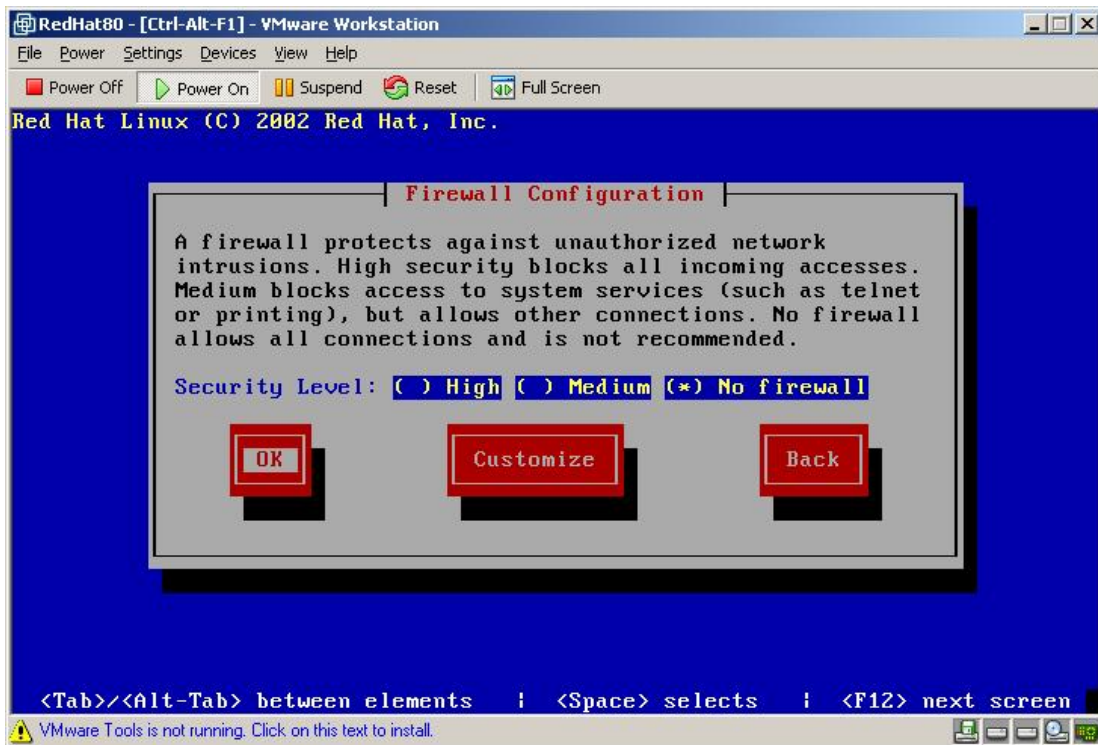 RedHat80 - [Ctrl-Alt-F1] - VMware Workstation
File Power Settings Devices View Help
Power Off Power On Suspend Reset Full Screen
Red Hat Linux (C) 2002 Red Hat, Inc.
Firewall Configuration
A firewall protects against unauthorized network
intrusions. High security blocks all incoming accesses.
Medium blocks access to system services (such as telnet
or printing), but allows other connections. No firewall
allows all connections and is not recommended.
Security Level: ( ) High ( ) Medium (*) No firewall
OK Customize Back
<Tab>/<Alt-Tab> between elements | <Space> selects | <F12> next screen
VMware Tools is not running. Click on this text to install.